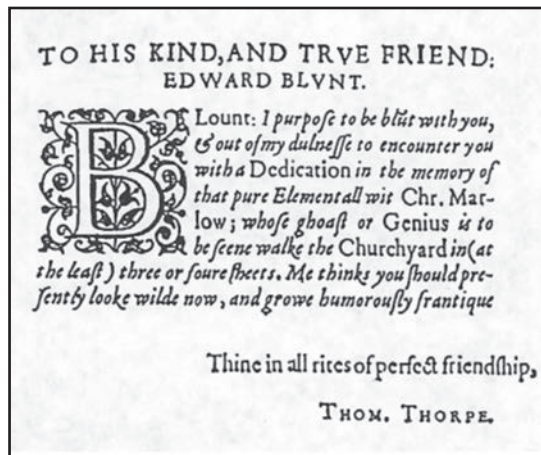 TO HIS KIND, AND TRVE FRIEND:
EDWARD BLVNT.
BLount: I purpoſe to be blūt with you,
& out of my dulneſſe to encounter you
with a Dedication in the memory of
that pure Elementall wit Chr. Mar-
low; whoſe ghoaſt or Genius is to
be ſeene walke the Churchyard in (at
the leaſt) three or foure ſheets. Me thinks you ſhould pre-
ſently looke wilde now, and growe humorouſly frantique
Thine in all rites of perfect friendſhip,
THOM. THORPE.